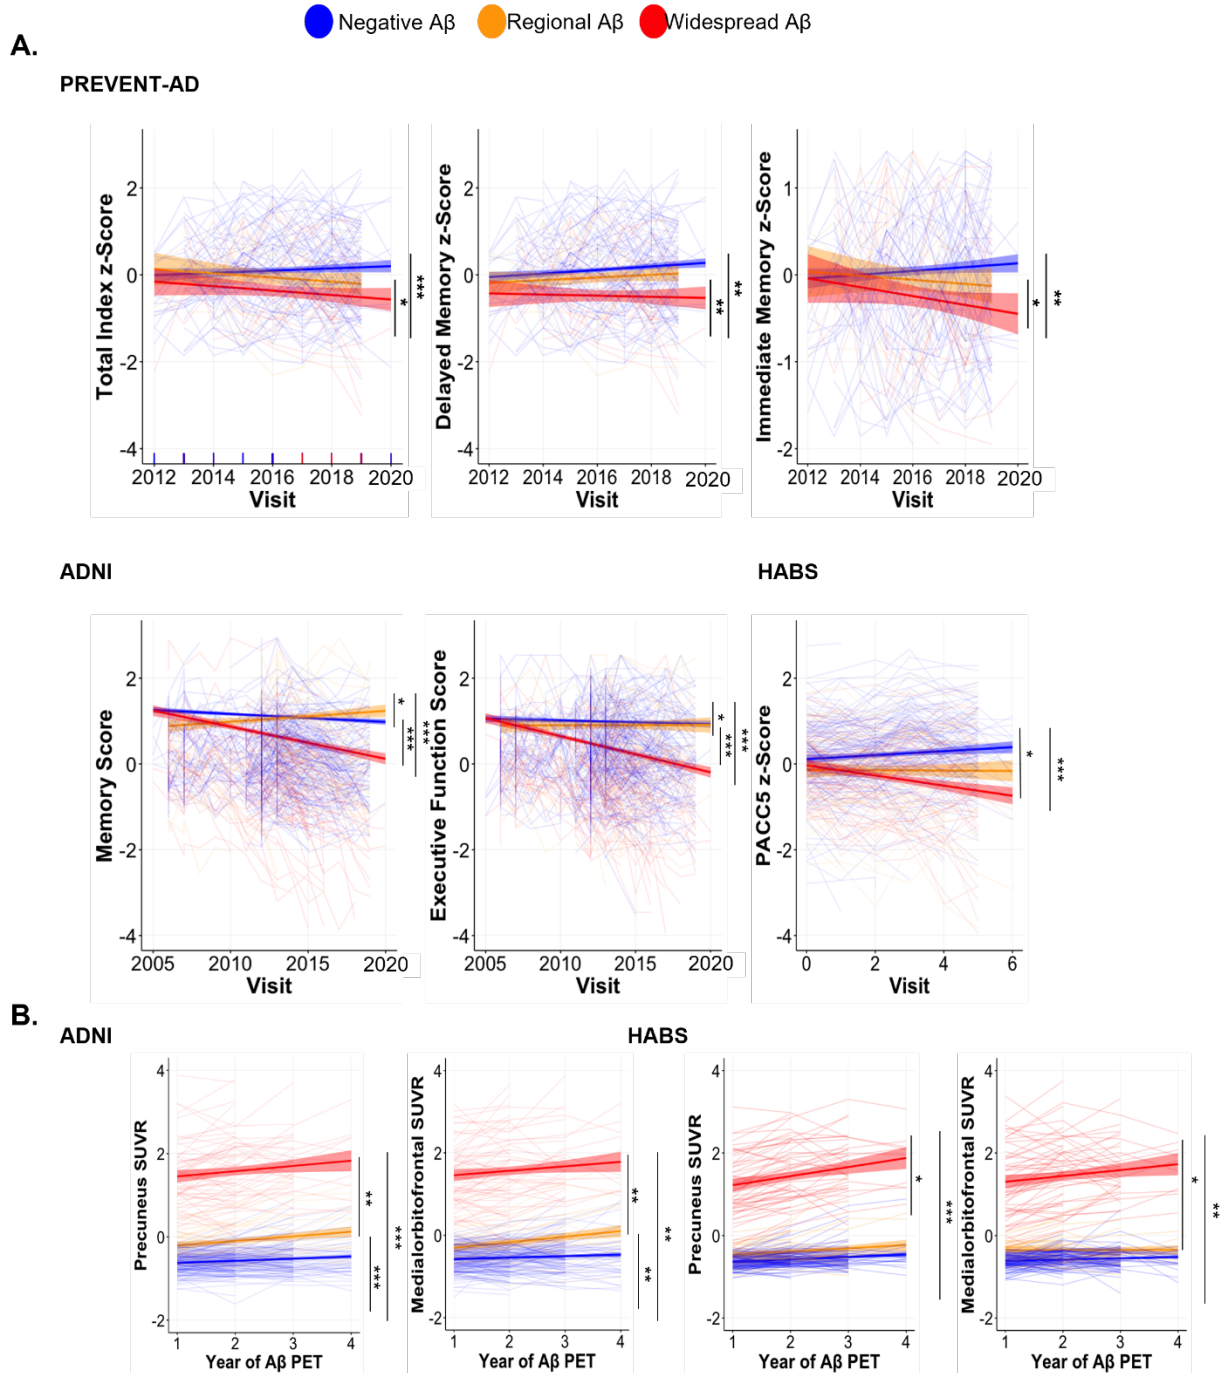 Negative Aβ Regional Aβ Widespread Aβ
A.
PREVENT-AD
Total Index z-Score
2
0
-2
-4
2012 2014 2016 2018 2020
Visit
*
***
Delayed Memory z-Score
2
0
-2
-4
2012 2014 2016 2018 2020
Visit
**
**
Immediate Memory z-Score
1
0
-1
-2
2012 2014 2016 2018 2020
Visit
*
**
ADNI
HABS
Memory Score
2
0
-2
-4
2005 2010 2015 2020
Visit
*
***
***
Executive Function Score
2
0
-2
-4
2005 2010 2015 2020
Visit
*
***
***
PACC5 z-Score
2
0
-2
-4
0 2 4 6
Visit
*
***
B.
ADNI
HABS
Precuneus SUVR
4
2
0
-2
1 2 3 4
Year of Aβ PET
**
***
***
Medialorbitofrontal SUVR
4
2
0
-2
1 2 3 4
Year of Aβ PET
**
**
**
Precuneus SUVR
4
2
0
-2
1 2 3 4
Year of Aβ PET
*
***
Medialorbitofrontal SUVR
4
2
0
-2
1 2 3 4
Year of Aβ PET
*
**